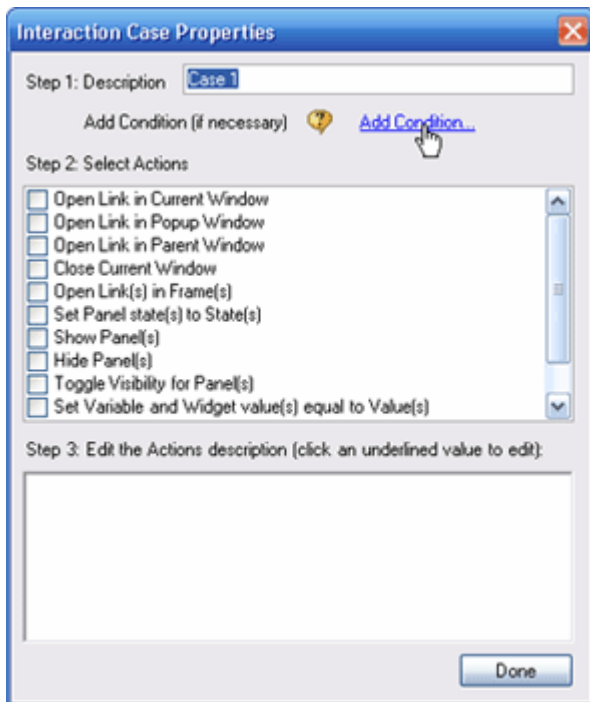 Interaction Case Properties
Step 1: Description Case 1
Add Condition (if necessary) ? Add Condition...
Step 2: Select Actions
Open Link in Current Window
Open Link in Popup Window
Open Link in Parent Window
Close Current Window
Open Link(s) in Frame(s)
Set Panel state(s) to State(s)
Show Panel(s)
Hide Panel(s)
Toggle Visibility for Panel(s)
Set Variable and Widget value(s) equal to Value(s)
Step 3: Edit the Actions description (click an underlined value to edit):
Done